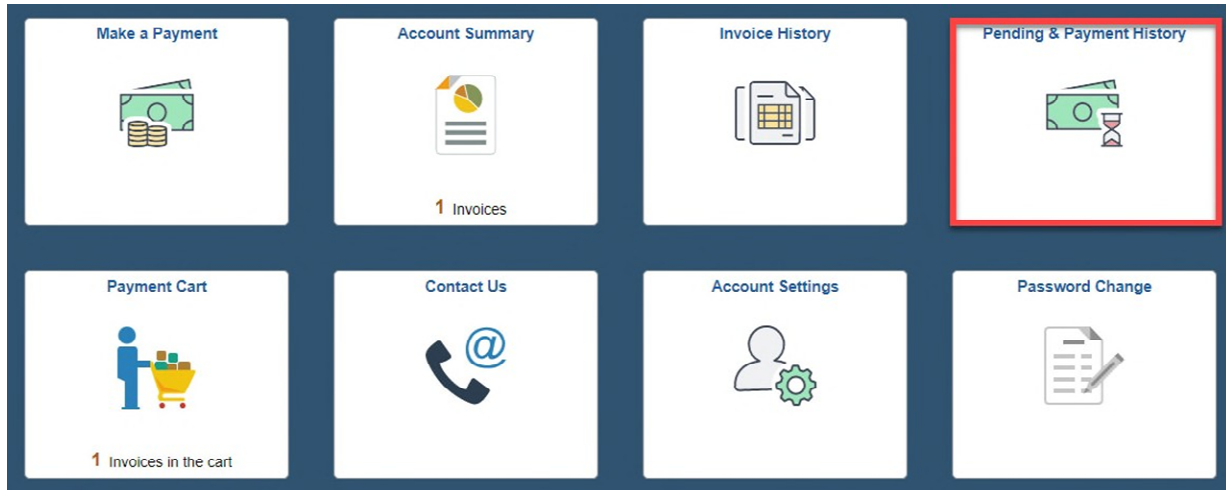 Make a Payment
Account Summary
Invoice History
Pending & Payment History
1 Invoices
Payment Cart
Contact Us
@
Account Settings
Password Change
1 Invoices in the cart